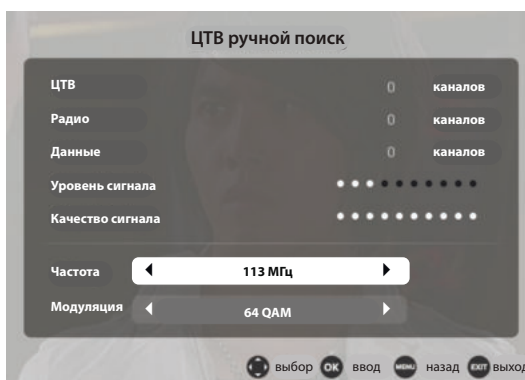 ЦТВ ручной поиск
ЦТВ 0 каналов
Радио 0 каналов
Данные 0 каналов
Уровень сигнала
Качество сигнала
Частота 113 МГц
Модуляция 64 QAM
выбор OK ввод MENU назад EXIT выход